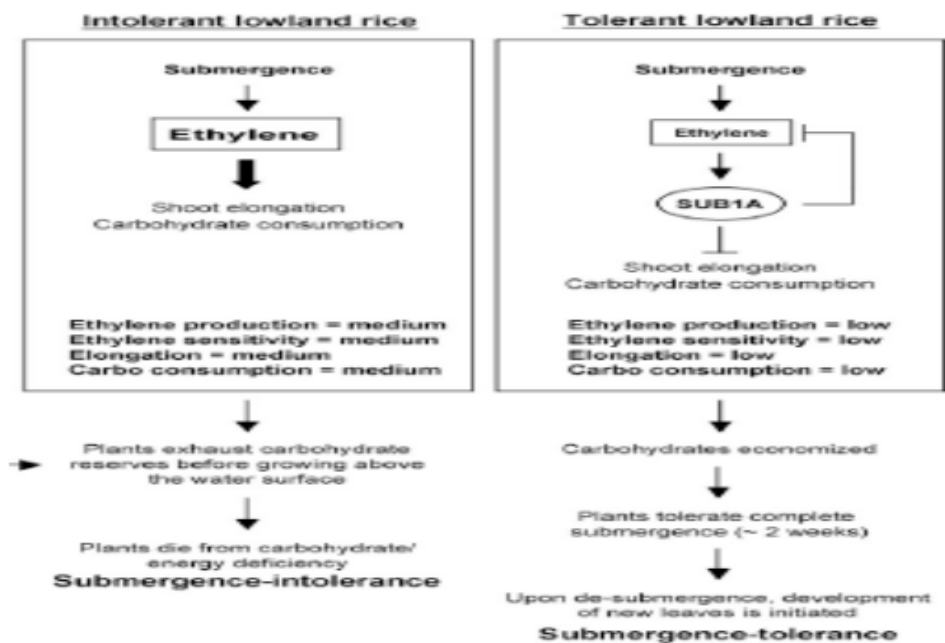 Intolerant lowland rice
Submergence
Ethylene
Shoot elongation
Carbohydrate consumption
Ethylene production = medium
Ethylene sensitivity = medium
Elongation = medium
Carbo consumption = medium
Plants exhaust carbohydrate
reserves before growing above
the water surface
Plants die from carbohydrate/
energy deficiency
Submergence-intolerance
Tolerant lowland rice
Submergence
Ethylene
SUB1A
Shoot elongation
Carbohydrate consumption
Ethylene production = low
Ethylene sensitivity = low
Elongation = low
Carbo consumption = low
Carbohydrates economized
Plants tolerate complete
submergence (~ 2 weeks)
Upon de-submergence, development
of new leaves is initiated
Submergence-tolerance